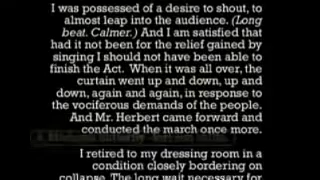 I was possessed of a desire to shout, to
almost leap into the audience. (Long
beat. Calmer.) And I am satisfied that
had it not been for the relief gained by
singing I should not have been able to
finish the Act. When it was all over, the
curtain went up and down, up and
down, again and again, in response to
the vociferous demands of the people.
And Mr. Herbert came forward and
conducted the march once more.
I retired to my dressing room in a
condition closely bordering on
collapse. The long wait necessary for